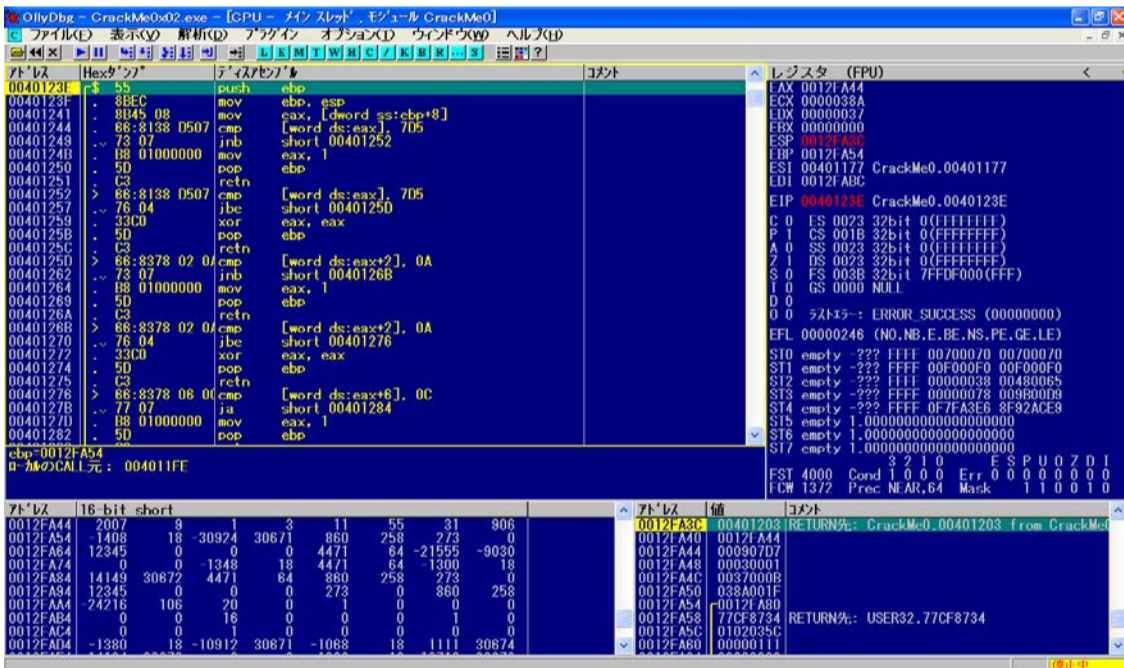 OllyDbg - CrackMe0x02.exe - [CPU - メイン スレッド, モジュール CrackMe0]
ファイル(F) 表示(V) 解析(D) プラグイン オプション(T) ウィンドウ(W) ヘルプ(H)
L E M T W H C / K B R ... S
アドレス Hexダンプ ディスアセンブル コメント
0040123E $ 55 push ebp
0040123F . 8BEC mov ebp, esp
00401241 . 8B45 08 mov eax, [dword ss:ebp+8]
00401244 . 66:8138 D507 cmp [word ds:eax], 7D5
00401249 . 73 07 jnb short 00401252
0040124B . B8 01000000 mov eax, 1
00401250 . 5D pop ebp
00401251 . C3 retn
00401252 > 66:8138 D507 cmp [word ds:eax], 7D5
00401257 . 76 04 jbe short 0040125D
00401259 . 33C0 xor eax, eax
0040125B . 5D pop ebp
0040125C . C3 retn
0040125D > 66:8378 02 0A cmp [word ds:eax+2], 0A
00401262 . 73 07 jnb short 0040126B
00401264 . B8 01000000 mov eax, 1
00401269 . 5D pop ebp
0040126A . C3 retn
0040126B > 66:8378 02 0A cmp [word ds:eax+2], 0A
00401270 . 76 04 jbe short 00401276
00401272 . 33C0 xor eax, eax
00401274 . 5D pop ebp
00401275 . C3 retn
00401276 > 66:8378 06 0C cmp [word ds:eax+6], 0C
0040127B . 77 07 ja short 00401284
0040127D . B8 01000000 mov eax, 1
00401282 . 5D pop ebp
ebp=0012FA54
ローカルのCALL元: 004011FE
レジスタ (FPU) <
EAX 0012FA44
ECX 0000038A
EDX 00000037
EBX 00000000
ESP 0012FA3C
EBP 0012FA54
ESI 00401177 CrackMe0.00401177
EDI 0012FABC
EIP 0040123E CrackMe0.0040123E
C 0 ES 0023 32bit 0(FFFFFFFF)
P 1 CS 001B 32bit 0(FFFFFFFF)
A 0 SS 0023 32bit 0(FFFFFFFF)
Z 1 DS 0023 32bit 0(FFFFFFFF)
S 0 FS 003B 32bit 7FFDF000(FFF)
T 0 GS 0000 NULL
D 0
O 0 ラストエラー: ERROR_SUCCESS (00000000)
EFL 00000246 (NO,NB,E,BE,NS,PE,GE,LE)
ST0 empty -??? FFFF 00700070 00700070
ST1 empty -??? FFFF 00F000F0 00F000F0
ST2 empty -??? FFFF 00000038 00480065
ST3 empty -??? FFFF 00000078 009B00D9
ST4 empty -??? FFFF 0F7FA3E6 8F92ACE9
ST5 empty 1.0000000000000000000
ST6 empty 1.0000000000000000000
ST7 empty 1.0000000000000000000
3 2 1 0 E S P U O Z D I
FST 4000 Cond 1 0 0 0 Err 0 0 0 0 0 0 0 0
FCW 1372 Prec NEAR,64 Mask 1 1 0 0 1 0
アドレス 16-bit short
0012FA44 2007 9 1 3 11 55 31 906
0012FA54 -1408 18 -30924 30671 860 258 273 0
0012FA64 12345 0 0 0 4471 64 -21555 -9030
0012FA74 0 0 -1348 18 4471 64 -1300 18
0012FA84 14149 30672 4471 64 860 258 273 0
0012FA94 12345 0 0 0 273 0 860 258
0012FAA4 -24216 106 20 0 1 0 0 0
0012FAB4 0 0 16 0 0 0 1 0
0012FAC4 0 0 1 0 0 0 0 0
0012FAD4 -1380 18 -10912 30671 -1068 18 1111 30674
アドレス 値 コメント
0012FA3C 00401203 RETURN先: CrackMe0.00401203 from CrackMe0
0012FA40 0012FA44
0012FA44 000907D7
0012FA48 00030001
0012FA4C 0037000B
0012FA50 038A001F
0012FA54 0012FA80
0012FA58 77CF8734 RETURN先: USER32.77CF8734
0012FA5C 0102035C
0012FA60 00000111
停止中